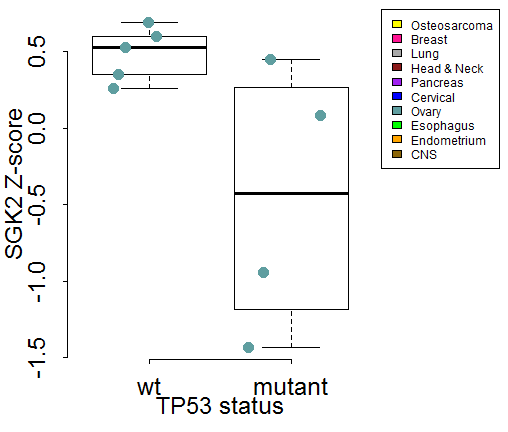 SGK2 Z-score
0.5
0.0
-0.5
-1.0
-1.5
wt mutant
TP53 status
Osteosarcoma
Breast
Lung
Head & Neck
Pancreas
Cervical
Ovary
Esophagus
Endometrium
CNS